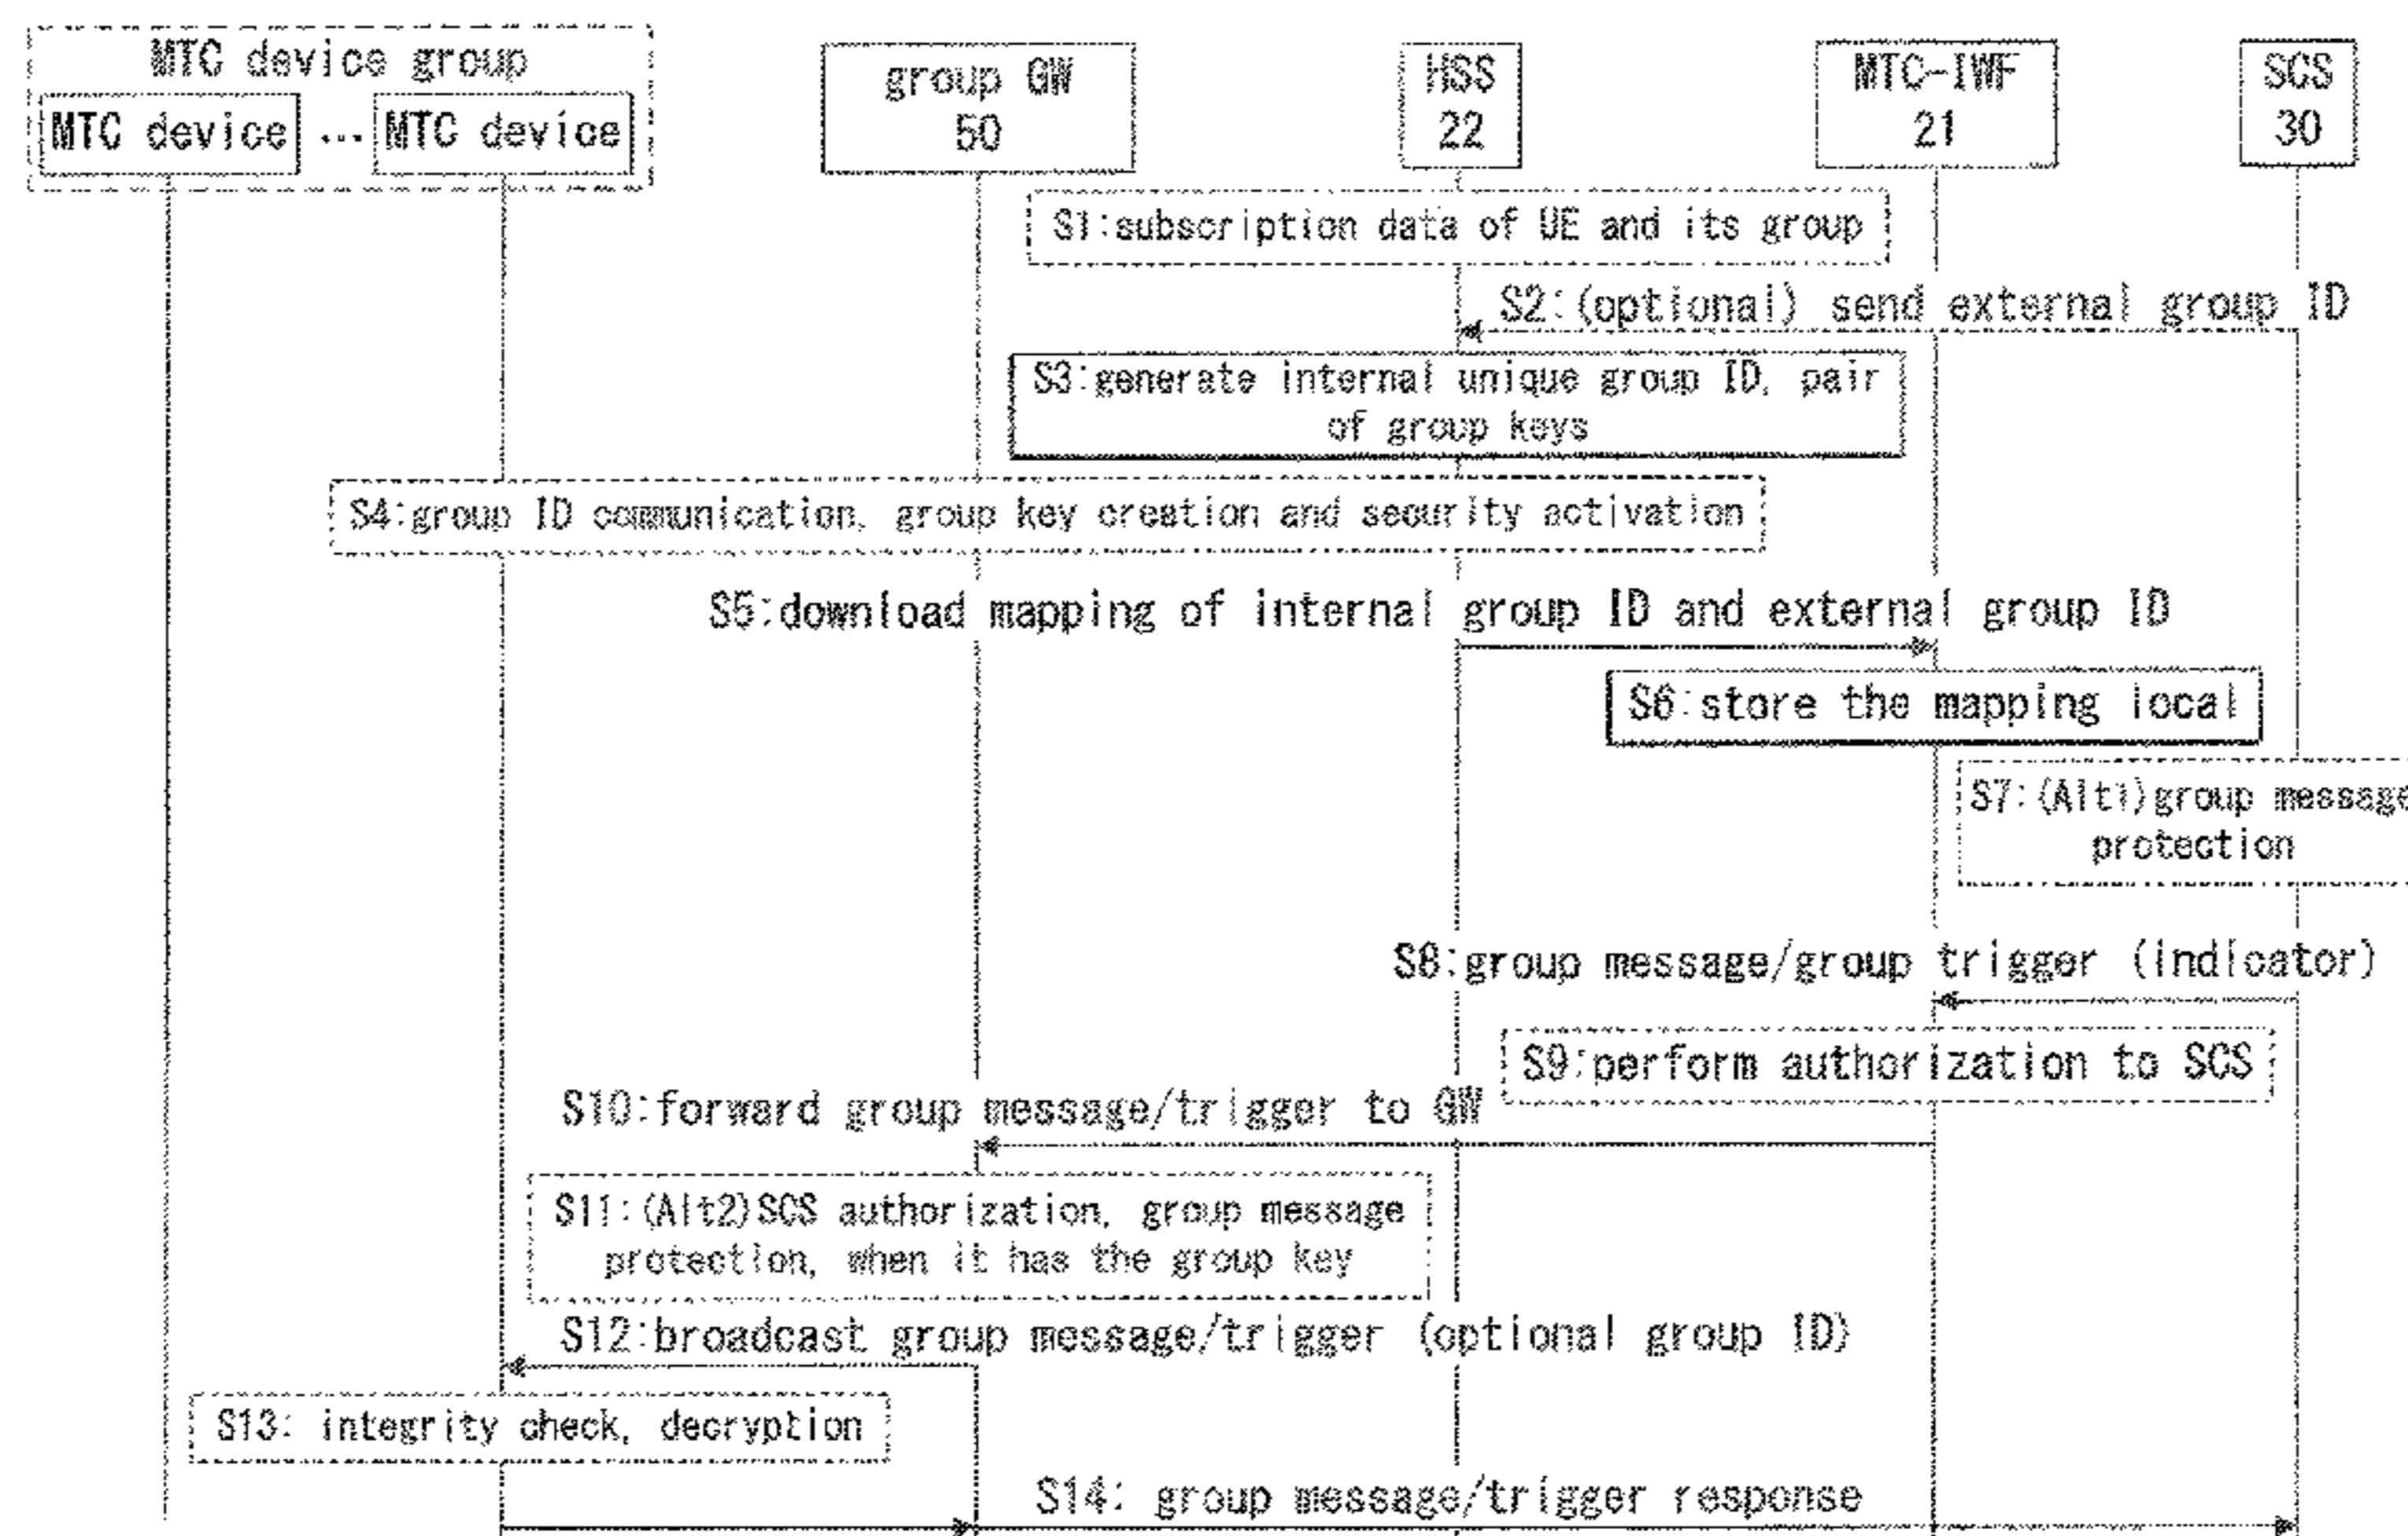 MTC device group
MTC device ... MTC device
group GW
50
HSS
22
MTC-IWF
21
SCS
30
S1:subscription data of UE and its group
S2:(optional) send external group ID
S3:generate internal unique group ID, pair
of group keys
S4:group ID communication, group key creation and security activation
S5:download mapping of internal group ID and external group ID
S6:store the mapping local
S7:(Alt1)group message
protection
S8:group message/group trigger (indicator)
S9:perform authorization to SCS
S10:forward group message/trigger to GW
S11:(Alt2)SCS authorization, group message
protection, when it has the group key
S12:broadcast group message/trigger (optional group ID)
S13: integrity check, decryption
S14: group message/trigger response